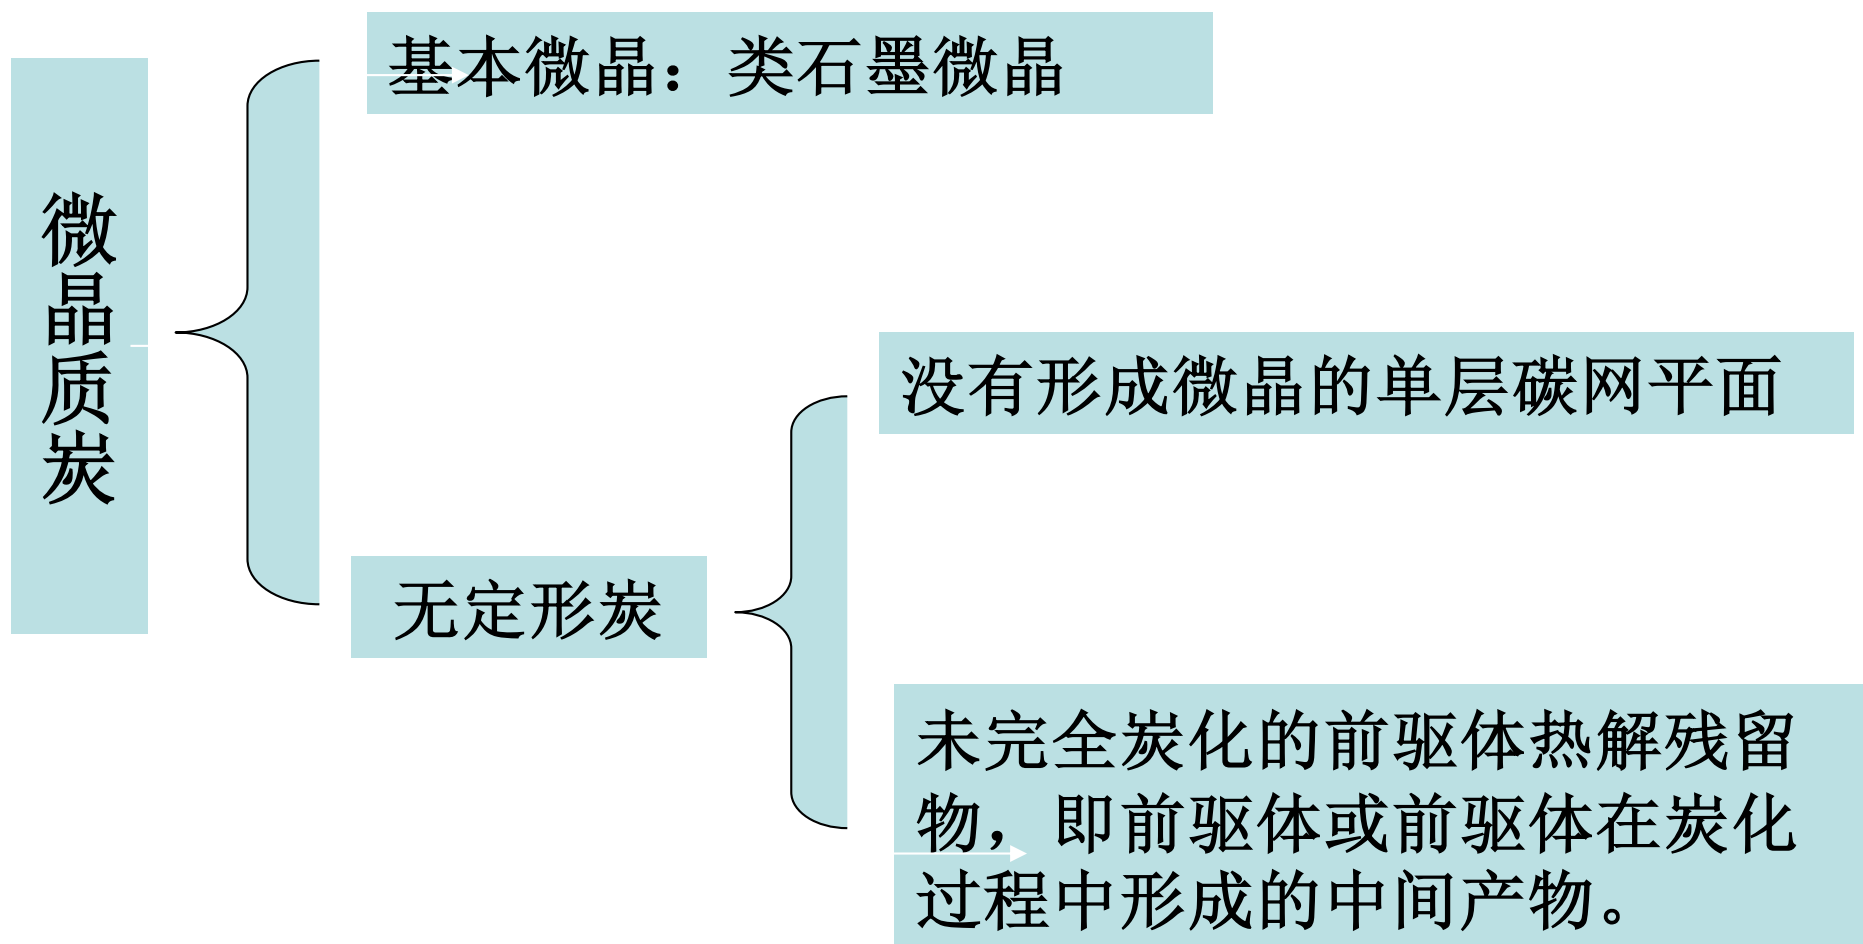 基本微晶：类石墨微晶
微晶质炭
没有形成微晶的单层碳网平面
无定形炭
未完全炭化的前驱体热解残留
物，即前驱体或前驱体在炭化
过程中形成的中间产物。